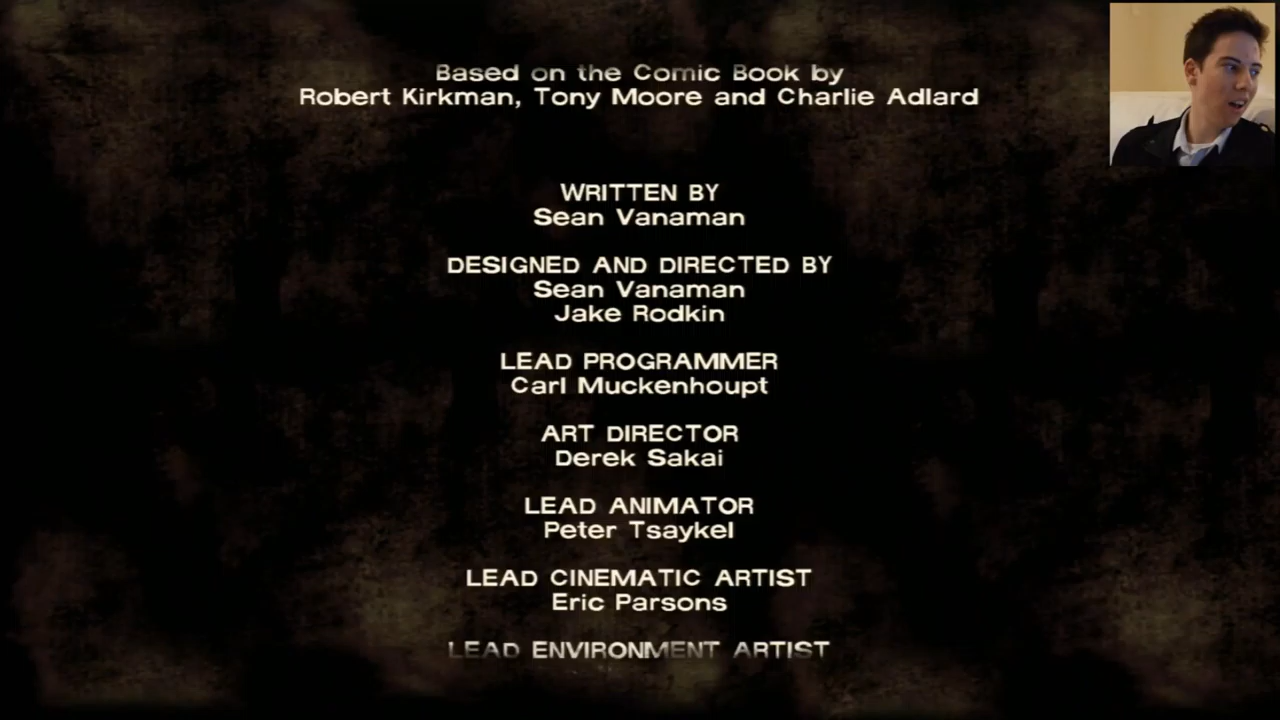 Based on the Comic Book by
Robert Kirkman, Tony Moore and Charlie Adlard
WRITTEN BY
Sean Vanaman
DESIGNED AND DIRECTED BY
Sean Vanaman
Jake Rodkin
LEAD PROGRAMMER
Carl Muckenhoupt
ART DIRECTOR
Derek Sakai
LEAD ANIMATOR
Peter Tsaykel
LEAD CINEMATIC ARTIST
Eric Parsons
LEAD ENVIRONMENT ARTIST